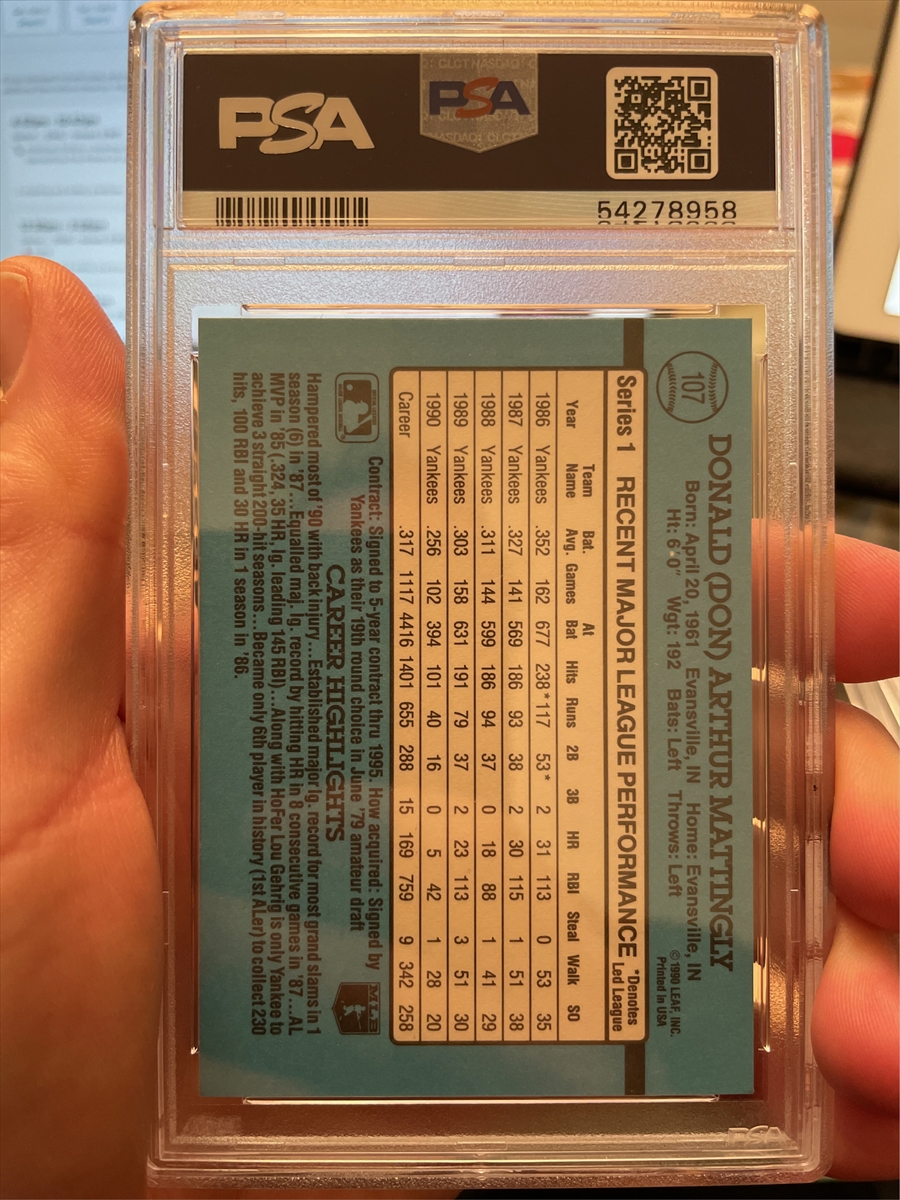 PSA
CLCT NASDAQ
PSA
NASDAQ: CLCT
54278958
107
DONALD (DON) ARTHUR MATTINGLY
Born: April 20, 1961 Evansville, IN Home: Evansville, IN
Ht: 6'0" Wgt: 192 Bats: Left Throws: Left
© 1990 LEAF, INC.
Printed in USA
Series 1 RECENT MAJOR LEAGUE PERFORMANCE *Denotes Led League
Year Team Name Bat. Avg. Games At Bat Hits Runs 2B 3B HR RBI Steal Walk SO
1986 Yankees .352 162 677 238* 117 53* 2 31 113 0 53 35
1987 Yankees .327 141 569 186 93 38 2 30 115 1 51 38
1988 Yankees .311 144 599 186 94 37 0 18 88 1 41 29
1989 Yankees .303 158 631 191 79 37 2 23 113 3 51 30
1990 Yankees .256 102 394 101 40 16 0 5 42 1 28 20
Career .317 1117 4416 1401 655 288 15 169 759 9 342 258
Contract: Signed to 5-year contract thru 1995. How acquired: Signed by
Yankees as their 19th round choice in June '79 amateur draft
MLB
CAREER HIGHLIGHTS
Hampered most of '90 with back injury...Established major lg. record for most grand slams in 1
season (6) in '87...Equalled maj. lg. record by hitting HR in 8 consecutive games in '87...AL
MVP in '85 (.324, 35 HR, lg. leading 145 RBI)...Along with HoFer Lou Gehrig is only Yankee to
achieve 3 straight 200-hit seasons...Became only 6th player in history (1st ALer) to collect 230
hits, 100 RBI and 30 HR in 1 season in '86.
PSA